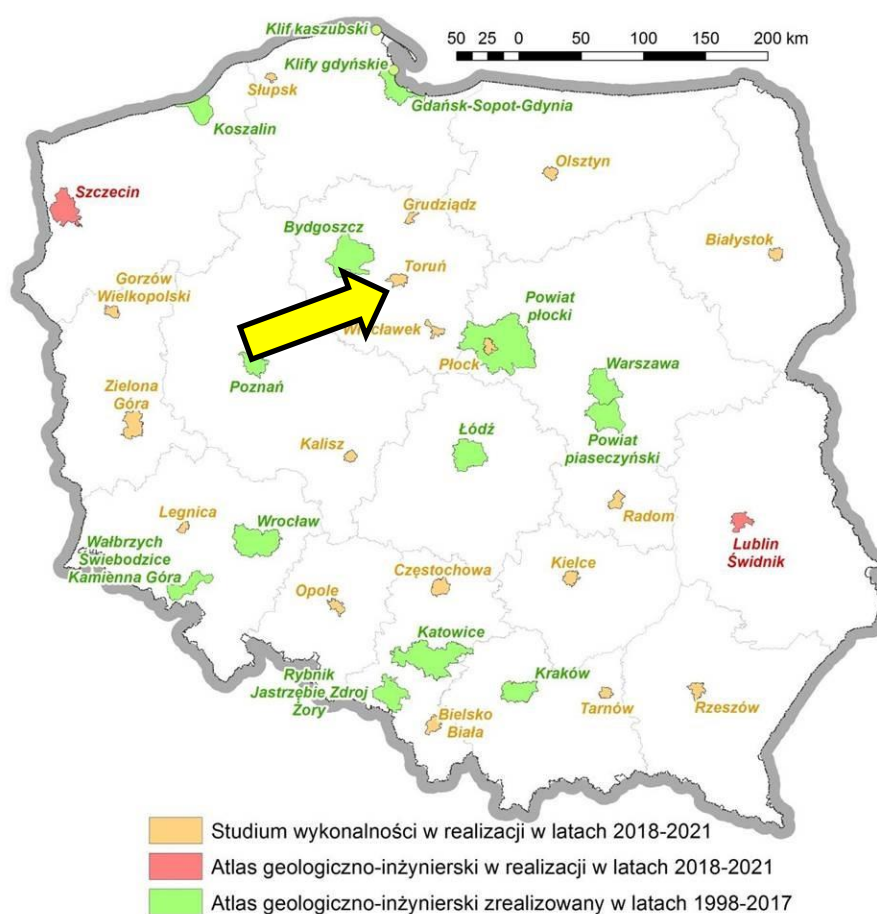 Klif kaszubski
50 25 0 50 100 150 200 km
Klify gdyńskie
Słupsk
Gdańsk-Sopot-Gdynia
Koszalin
Olsztyn
Szczecin
Grudziądz
Bydgoszcz
Białystok
Toruń
Gorzów
Wielkopolski
Powiat
płocki
Płock
Warszawa
Poznań
Zielona
Góra
Łódź
Powiat
piaseczyński
Kalisz
Legnica
Wrocław
Radom
Lublin
Świdnik
Wałbrzych
Świebodzice
Kamienna Góra
Częstochowa
Kielce
Opole
Katowice
Kraków
Rybnik
Jastrzębie Zdroj
Żory
Bielsko
Biała
Tarnów
Rzeszów
Studium wykonalności w realizacji w latach 2018-2021
Atlas geologiczno-inżynierski w realizacji w latach 2018-2021
Atlas geologiczno-inżynierski zrealizowany w latach 1998-2017